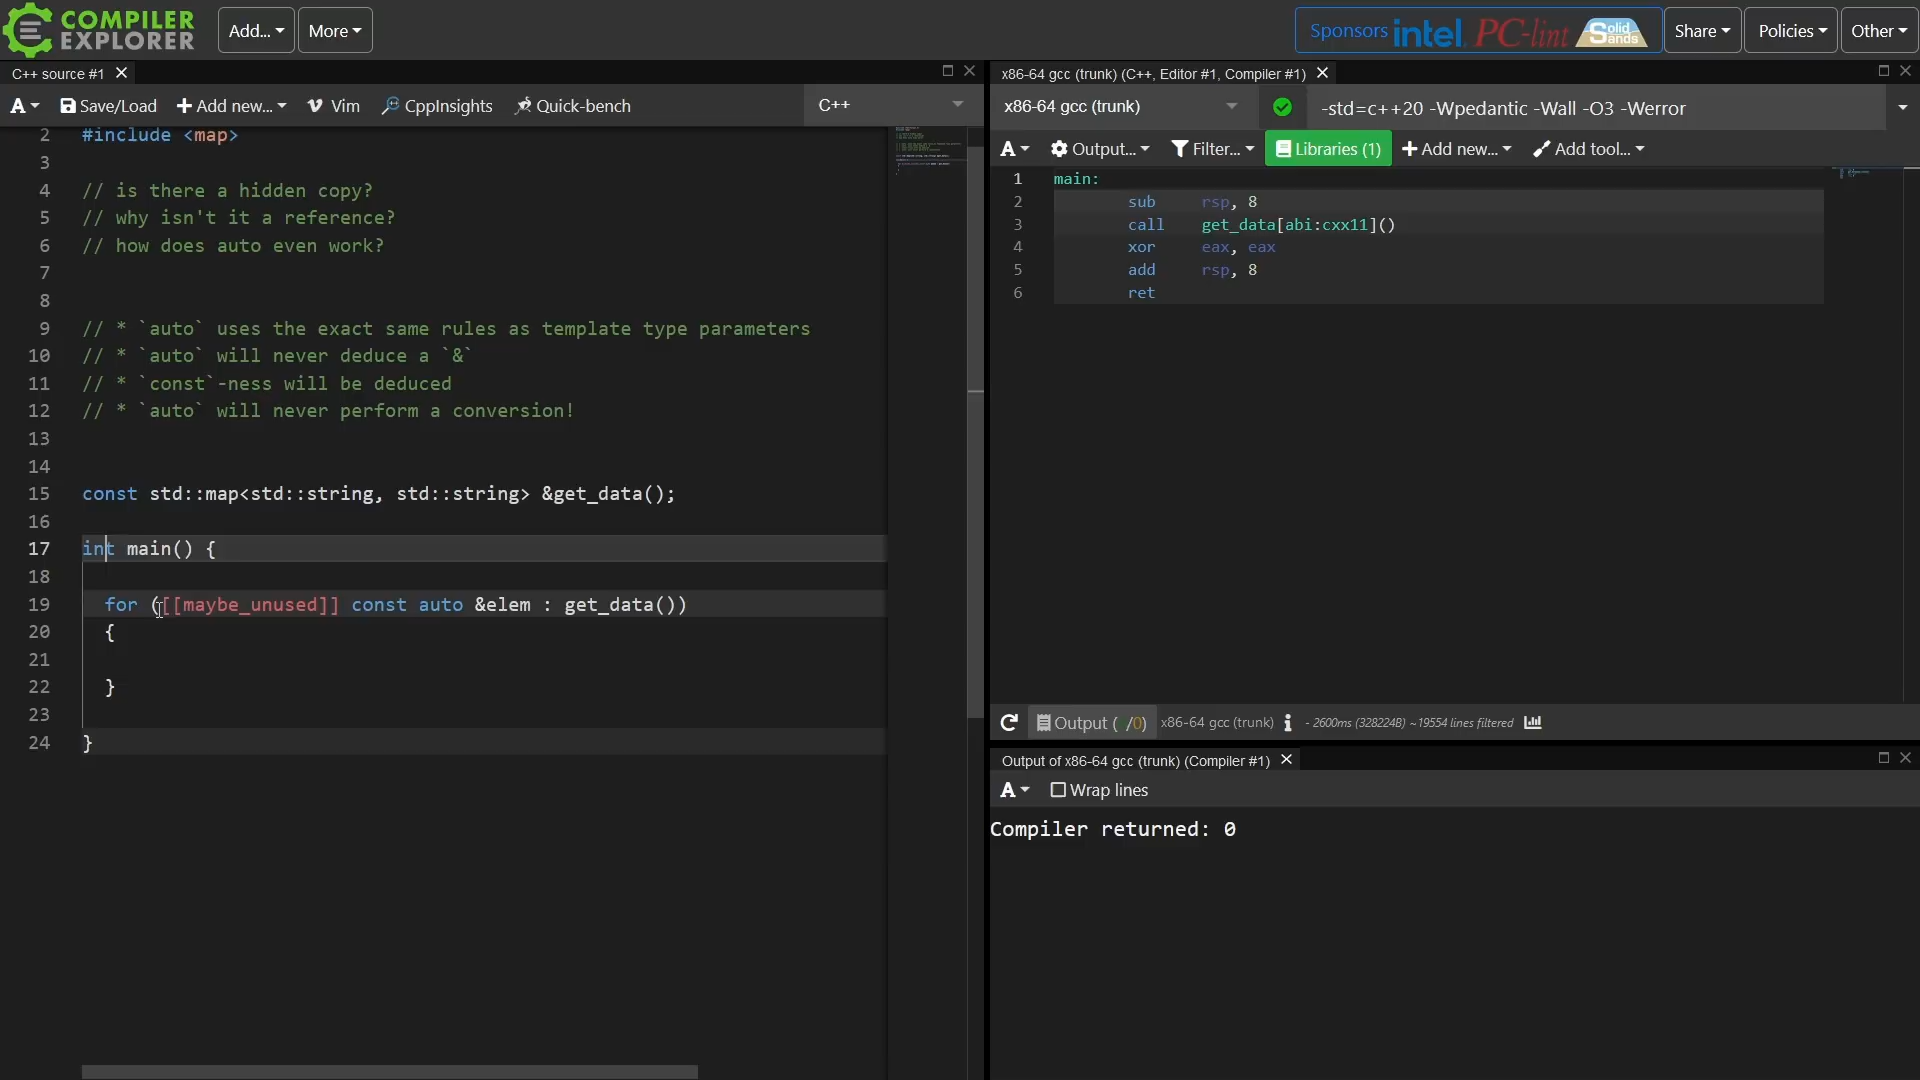 COMPILER
EXPLORER
Add...
More
Sponsors intel. PC-lint Solid Sands
Share
Policies
Other
C++ source #1
A
Save/Load
Add new...
Vim
CppInsights
Quick-bench
C++
2 #include <map>
3
4 // is there a hidden copy?
5 // why isn't it a reference?
6 // how does auto even work?
7
8
9 // * `auto` uses the exact same rules as template type parameters
10 // * `auto` will never deduce a `&`
11 // * `const`-ness will be deduced
12 // * `auto` will never perform a conversion!
13
14
15 const std::map<std::string, std::string> &get_data();
16
17 int main() {
18
19 for ([[maybe_unused]] const auto &elem : get_data())
20 {
21
22 }
23
24 }
x86-64 gcc (trunk) (C++, Editor #1, Compiler #1)
x86-64 gcc (trunk)
-std=c++20 -Wpedantic -Wall -O3 -Werror
A
Output...
Filter...
Libraries (1)
Add new...
Add tool...
1 main:
2 sub rsp, 8
3 call get_data[abi:cxx11]()
4 xor eax, eax
5 add rsp, 8
6 ret
Output ( /0) x86-64 gcc (trunk) i - 2600ms (328224B) ~19554 lines filtered
Output of x86-64 gcc (trunk) (Compiler #1)
A
Wrap lines
Compiler returned: 0